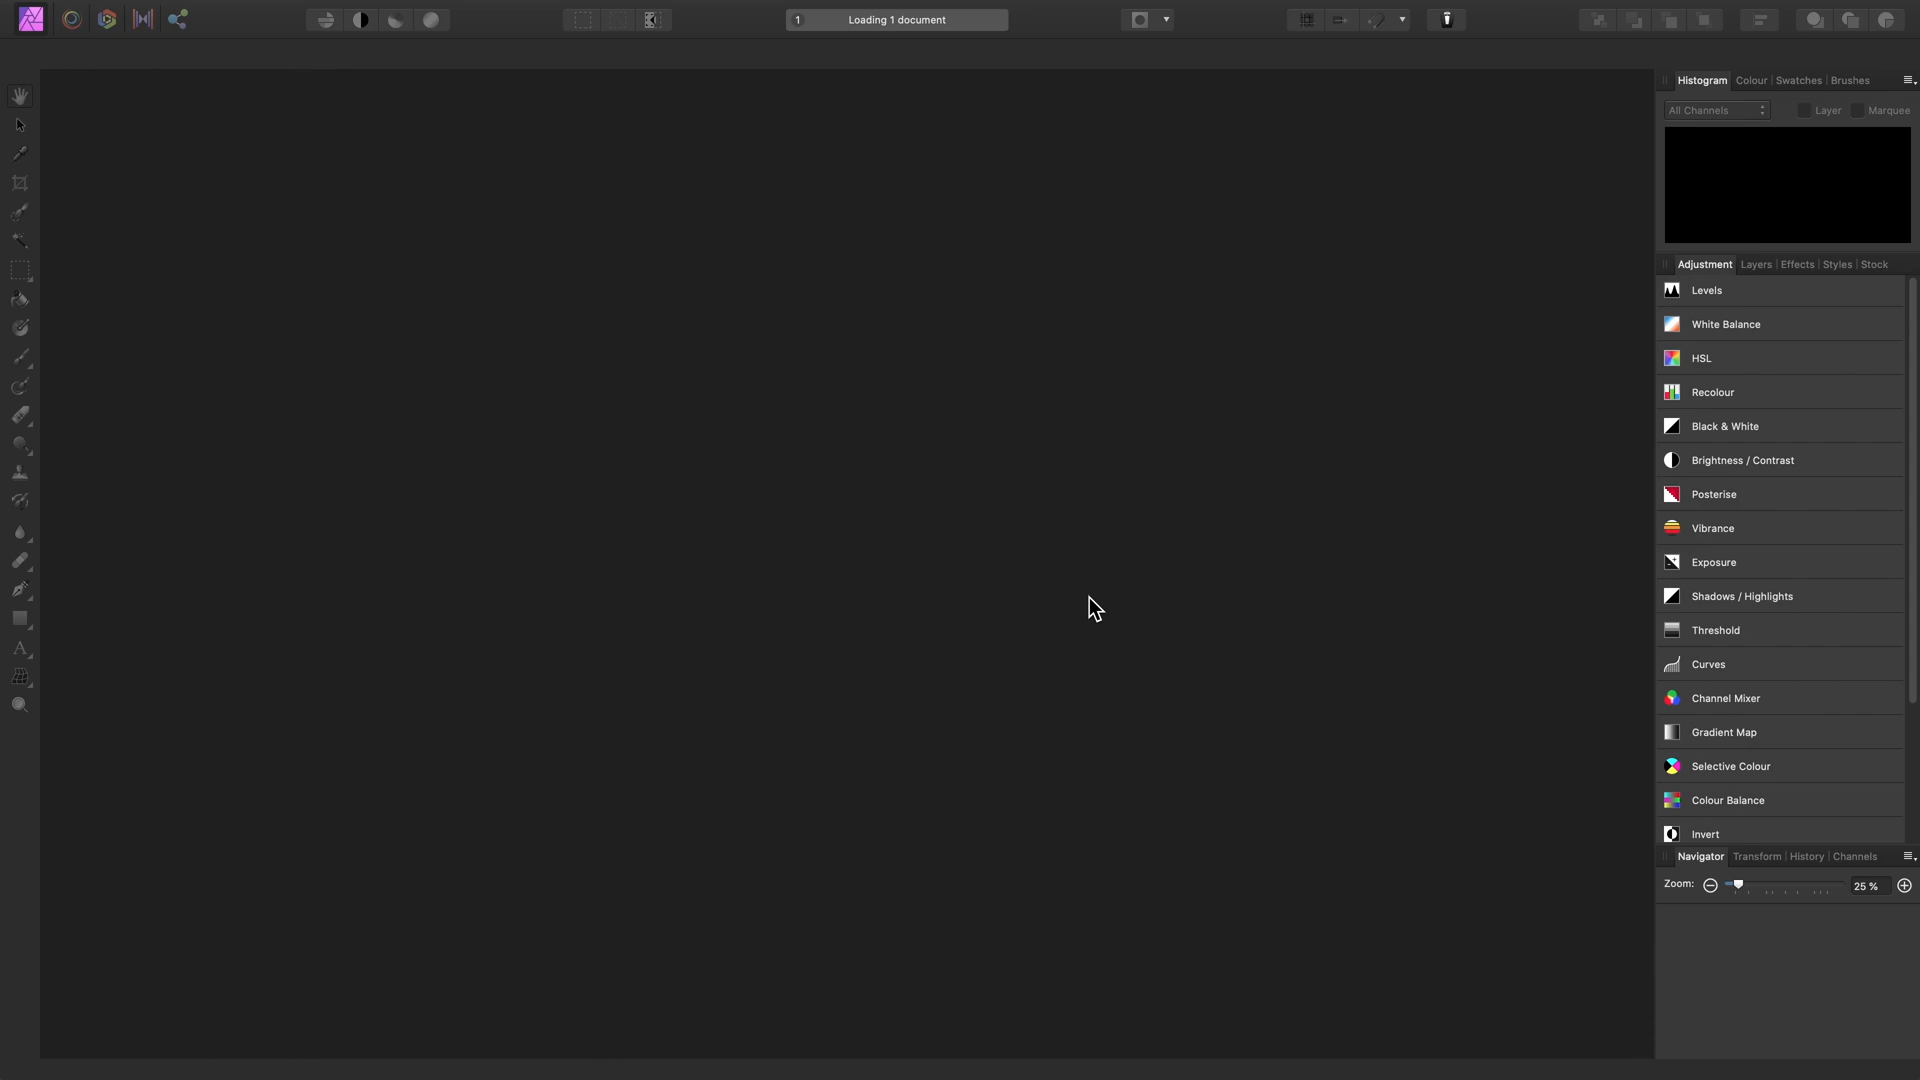 1 Loading 1 document
Histogram Colour Swatches Brushes
All Channels Layer Marquee
Adjustment Layers Effects Styles Stock
Levels
White Balance
HSL
Recolour
Black & White
Brightness / Contrast
Posterise
Vibrance
Exposure
Shadows / Highlights
Threshold
Curves
Channel Mixer
Gradient Map
Selective Colour
Colour Balance
Invert
Navigator Transform History Channels
Zoom: 25 %